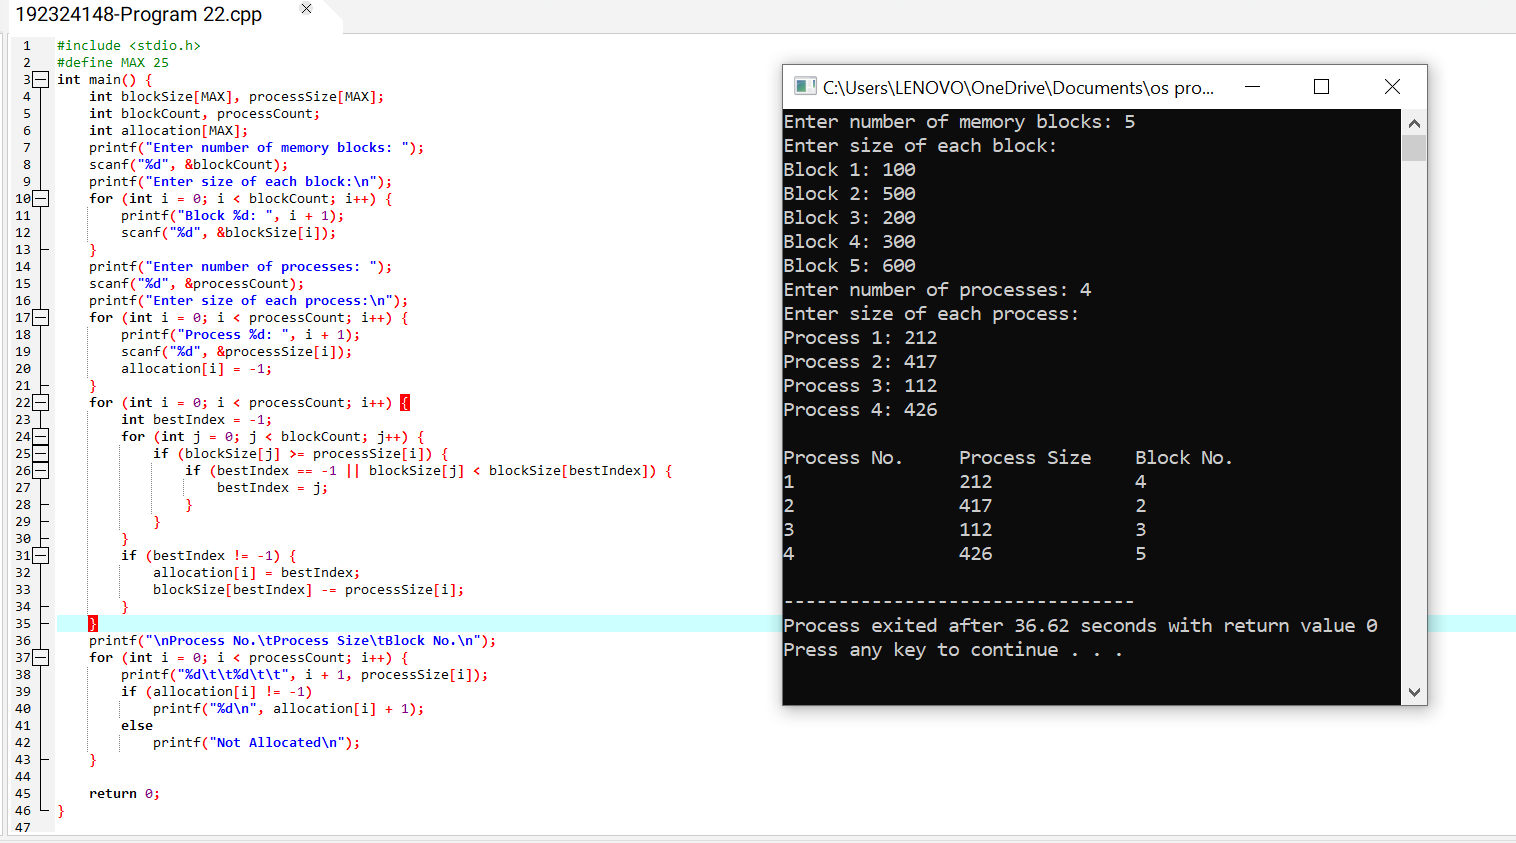 192324148-Program 22.cpp
1 #include <stdio.h>
2 #define MAX 25
3 int main() {
4     int blockSize[MAX], processSize[MAX];
5     int blockCount, processCount;
6     int allocation[MAX];
7     printf("Enter number of memory blocks: ");
8     scanf("%d", &blockCount);
9     printf("Enter size of each block:\n");
10     for (int i = 0; i < blockCount; i++) {
11         printf("Block %d: ", i + 1);
12         scanf("%d", &blockSize[i]);
13     }
14     printf("Enter number of processes: ");
15     scanf("%d", &processCount);
16     printf("Enter size of each process:\n");
17     for (int i = 0; i < processCount; i++) {
18         printf("Process %d: ", i + 1);
19         scanf("%d", &processSize[i]);
20         allocation[i] = -1;
21     }
22     for (int i = 0; i < processCount; i++) {
23         int bestIndex = -1;
24         for (int j = 0; j < blockCount; j++) {
25             if (blockSize[j] >= processSize[i]) {
26                 if (bestIndex == -1 || blockSize[j] < blockSize[bestIndex]) {
27                     bestIndex = j;
28                 }
29             }
30         }
31         if (bestIndex != -1) {
32             allocation[i] = bestIndex;
33             blockSize[bestIndex] -= processSize[i];
34         }
35     }
36     printf("\nProcess No.\tProcess Size\tBlock No.\n");
37     for (int i = 0; i < processCount; i++) {
38         printf("%d\t\t%d\t\t", i + 1, processSize[i]);
39         if (allocation[i] != -1)
40             printf("%d\n", allocation[i] + 1);
41         else
42             printf("Not Allocated\n");
43     }
44
45     return 0;
46 }
47
C:\Users\LENOVO\OneDrive\Documents\os pro...
Enter number of memory blocks: 5
Enter size of each block:
Block 1: 100
Block 2: 500
Block 3: 200
Block 4: 300
Block 5: 600
Enter number of processes: 4
Enter size of each process:
Process 1: 212
Process 2: 417
Process 3: 112
Process 4: 426
Process No.     Process Size    Block No.
1               212             4
2               417             2
3               112             3
4               426             5
--------------------------------
Process exited after 36.62 seconds with return value 0
Press any key to continue . . .